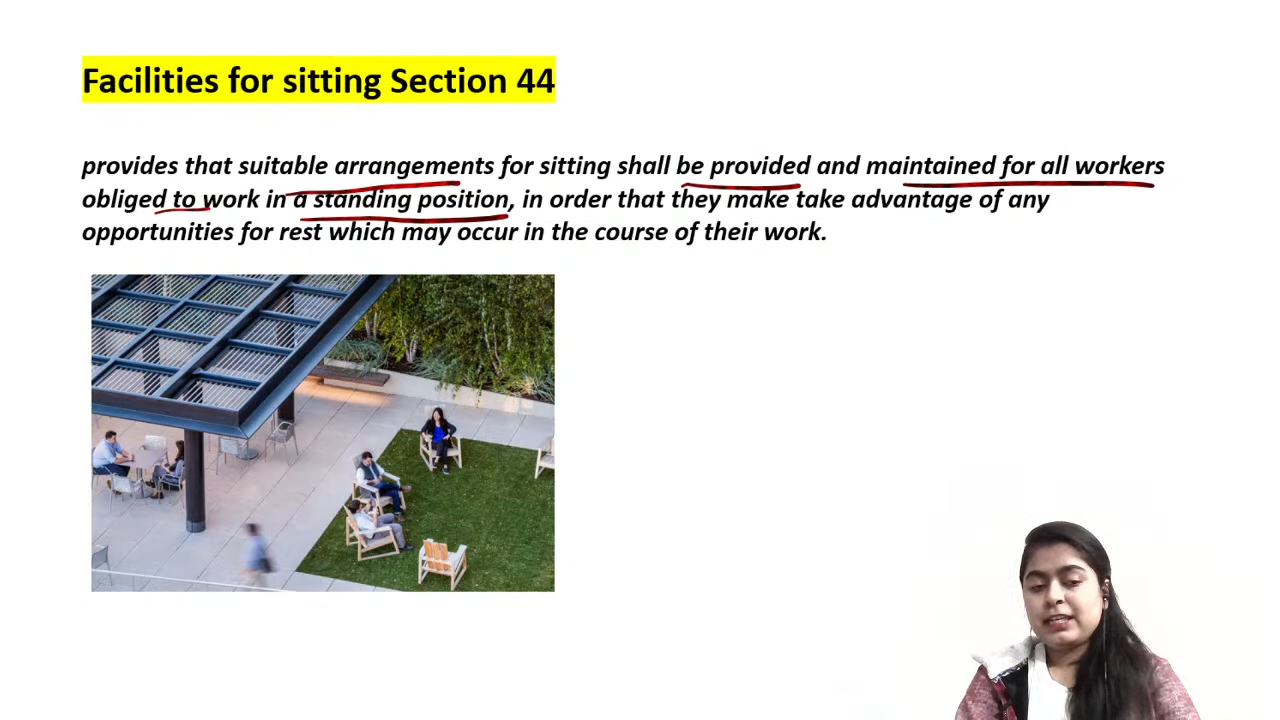 Facilities for sitting Section 44
provides that suitable arrangements for sitting shall be provided and maintained for all workers
obliged to work in a standing position, in order that they make take advantage of any
opportunities for rest which may occur in the course of their work.